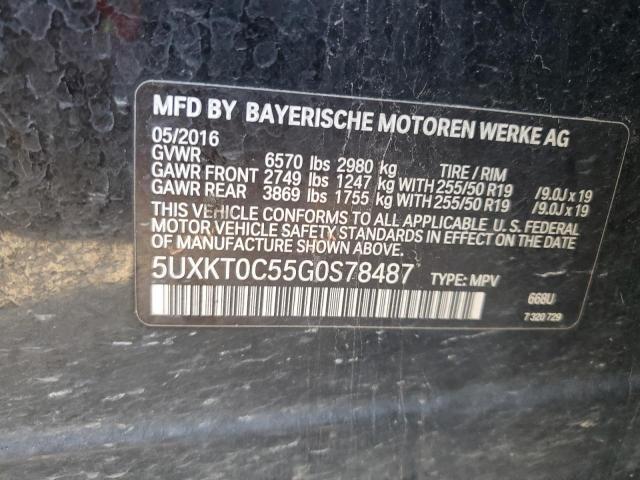 MFD BY BAYERISCHE MOTOREN WERKE AG
05/2016
GVWR 6570 lbs 2980 kg TIRE / RIM
GAWR FRONT 2749 lbs 1247 kg WITH 255/50 R19 /9.0J x 19
GAWR REAR 3869 lbs 1755 kg WITH 255/50 R19 /9.0J x 19
THIS VEHICLE CONFORMS TO ALL APPLICABLE U.S. FEDERAL
MOTOR VEHICLE SAFETY STANDARDS IN EFFECT ON THE DATE
OF MANUFACTURE SHOWN ABOVE.
5UXKT0C55G0S78487 TYPE: MPV
668U
7 320 729